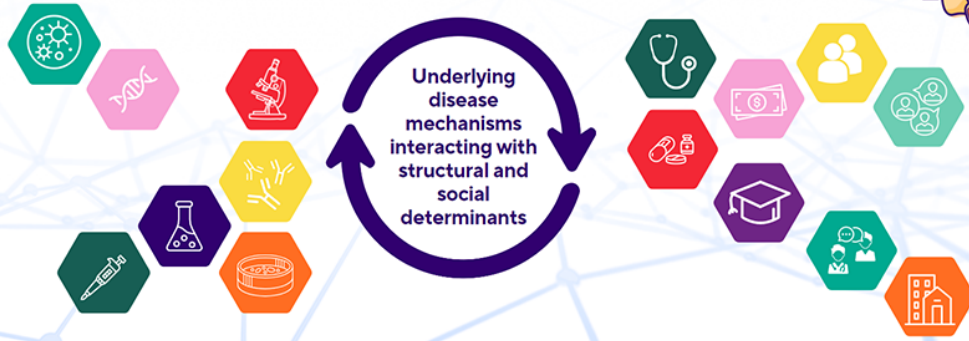 Underlying
disease
mechanisms
interacting with
structural and
social
determinants
$